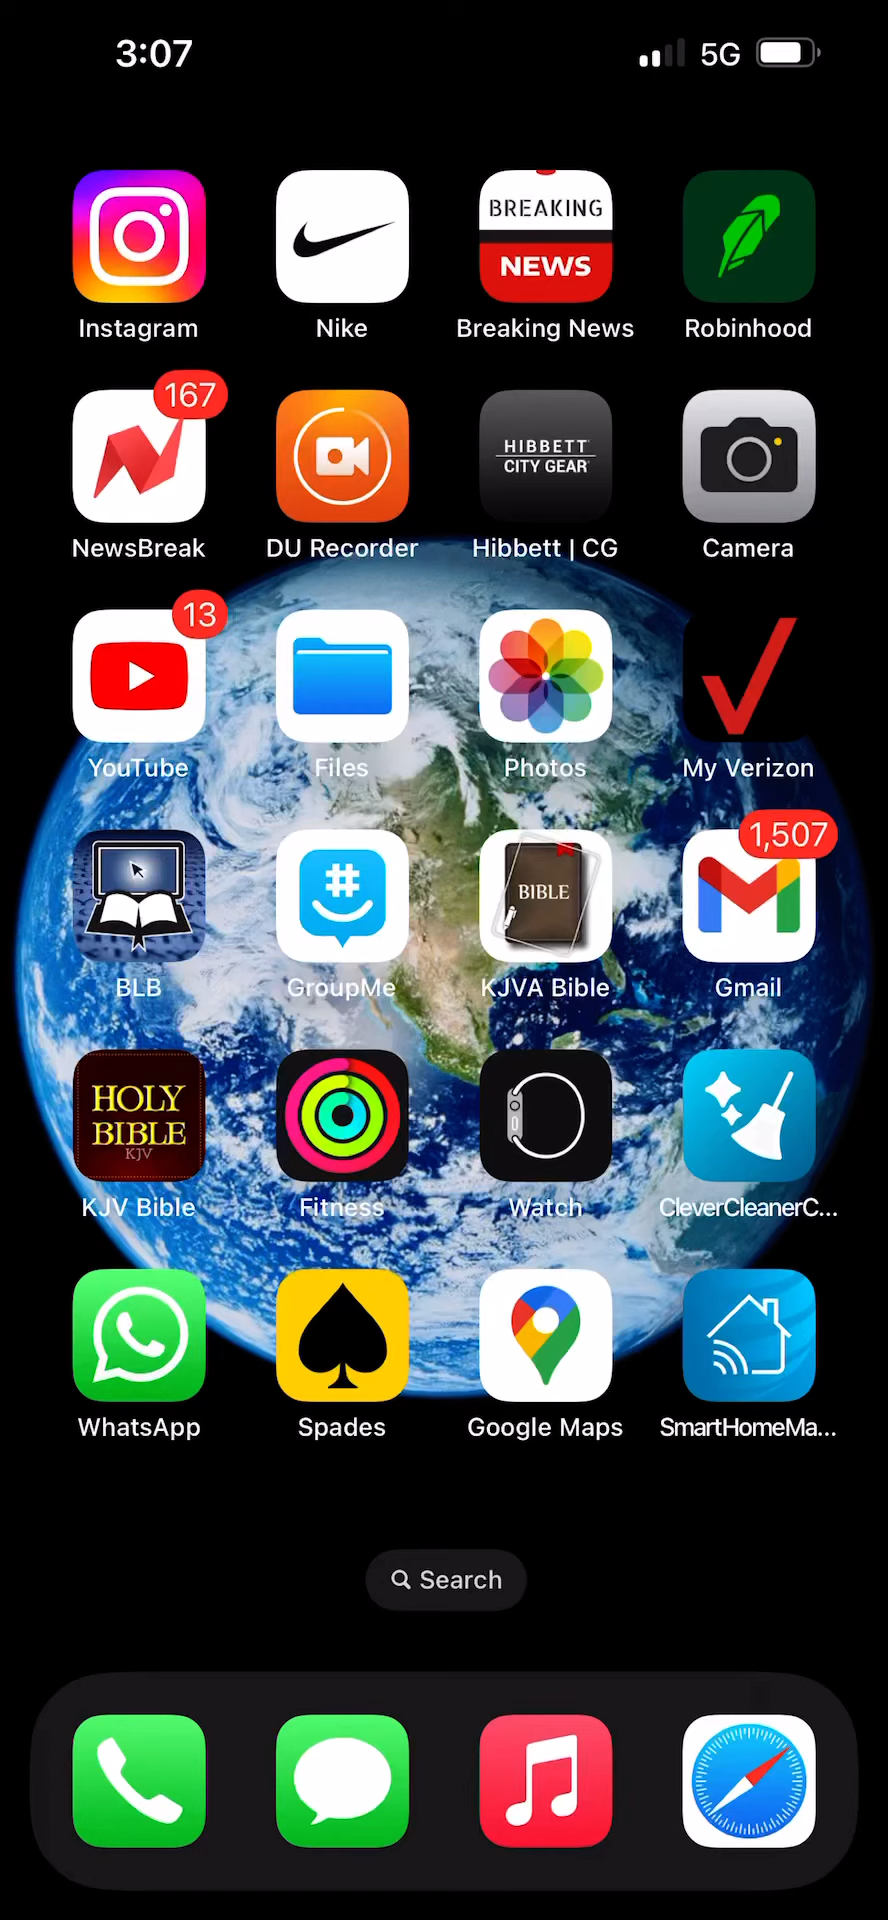 3:07
5G
BREAKING
NEWS
Instagram
Nike
Breaking News
Robinhood
167
HIBBETT
CITY GEAR
NewsBreak
DU Recorder
Hibbett | CG
Camera
13
YouTube
Files
Photos
My Verizon
1,507
#
BIBLE
BLB
GroupMe
KJVA Bible
Gmail
HOLY
BIBLE
KJV
KJV Bible
Fitness
Watch
CleverCleanerC...
WhatsApp
Spades
Google Maps
SmartHomeMa...
Search